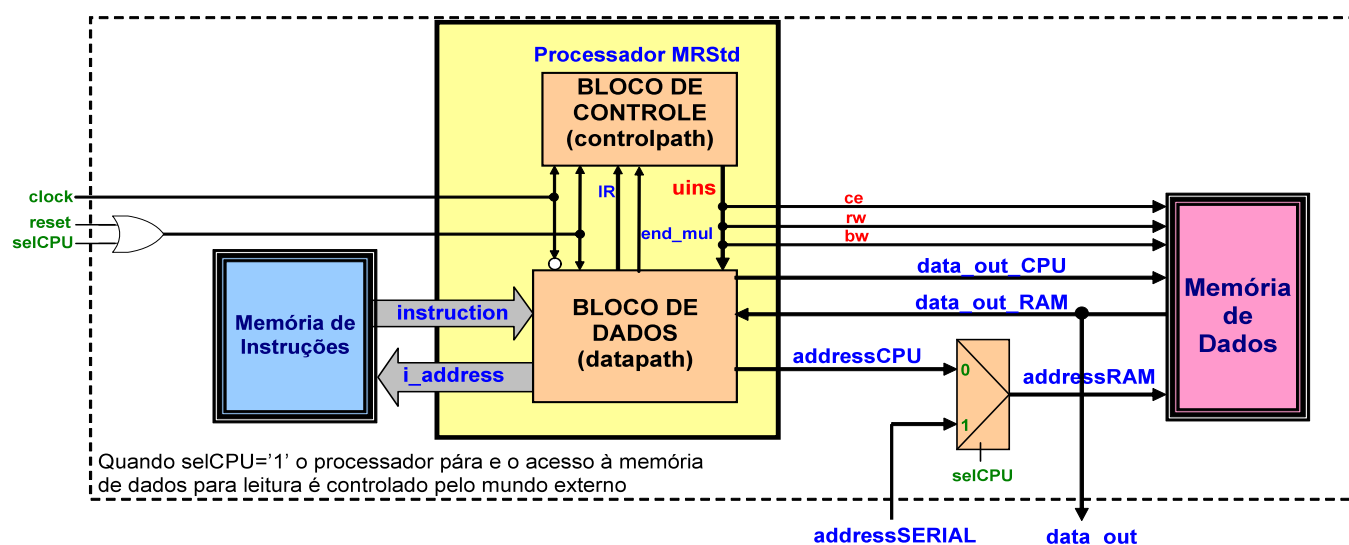 Processador MRStd
BLOCO DE
CONTROLE
(controlpath)
clock
reset
selCPU
IR
uins
end_mul
ce
rw
bw
data_out_CPU
data_out_RAM
Memória de
Instruções
instruction
i_address
BLOCO DE
DADOS
(datapath)
addressCPU
0
1
selCPU
addressRAM
Memória
de
Dados
Quando selCPU=’1’ o processador pára e o acesso à memória
de dados para leitura é controlado pelo mundo externo
addressSERIAL
data_out